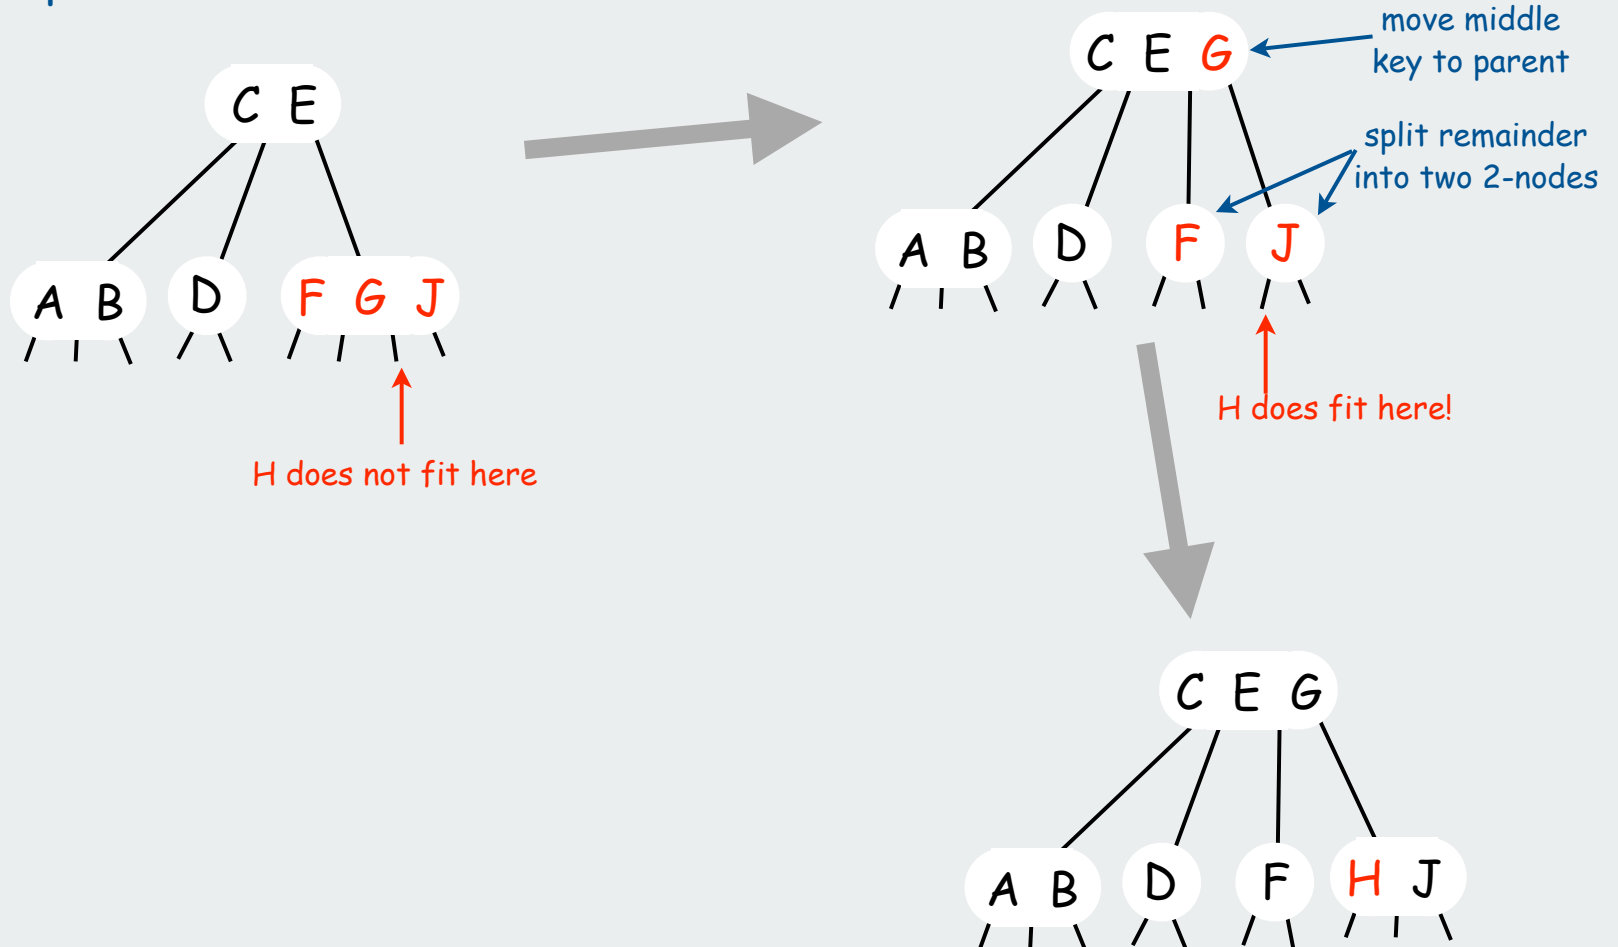 C E
A B
D
F G J
H does not fit here
C E G
move middle
key to parent
split remainder
into two 2-nodes
A B
D
F
J
H does fit here!
C E G
A B
D
F
H J